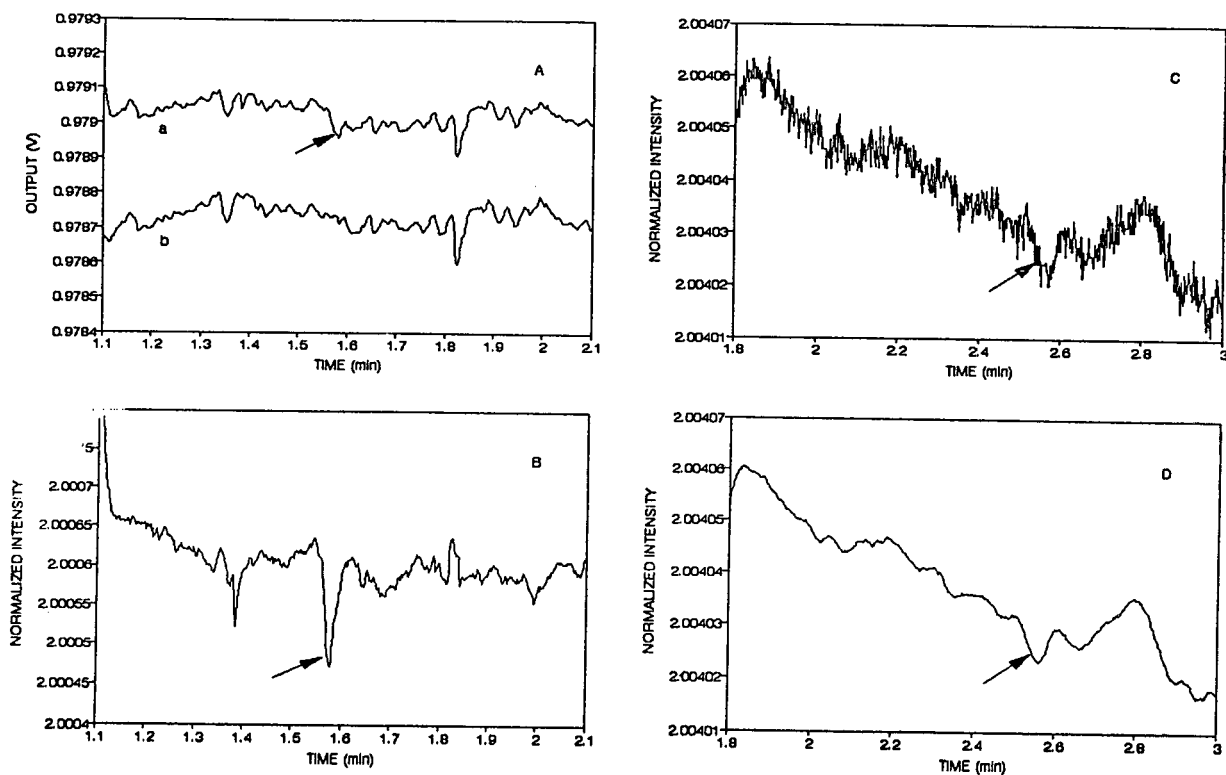 0.9793
0.9792
0.9791
0.979
0.9789
0.9788
0.9787
0.9786
0.9785
0.9784
OUTPUT (V)
A
a
b
1.1 1.2 1.3 1.4 1.5 1.6 1.7 1.8 1.9 2 2.1
TIME (min)
2.00407
2.00406
2.00405
2.00404
2.00403
2.00402
2.00401
NORMALIZED INTENSITY
C
1.8 2 2.2 2.4 2.6 2.8 3
TIME (min)
'5
2.0007
2.00065
2.0006
2.00055
2.0005
2.00045
2.0004
NORMALIZED INTENSITY
B
1.1 1.2 1.3 1.4 1.5 1.6 1.7 1.8 1.9 2 2.1
TIME (min)
2.00407
2.00406
2.00405
2.00404
2.00403
2.00402
2.00401
NORMALIZED INTENSITY
D
1.8 2 2.2 2.4 2.6 2.8 3
TIME (min)